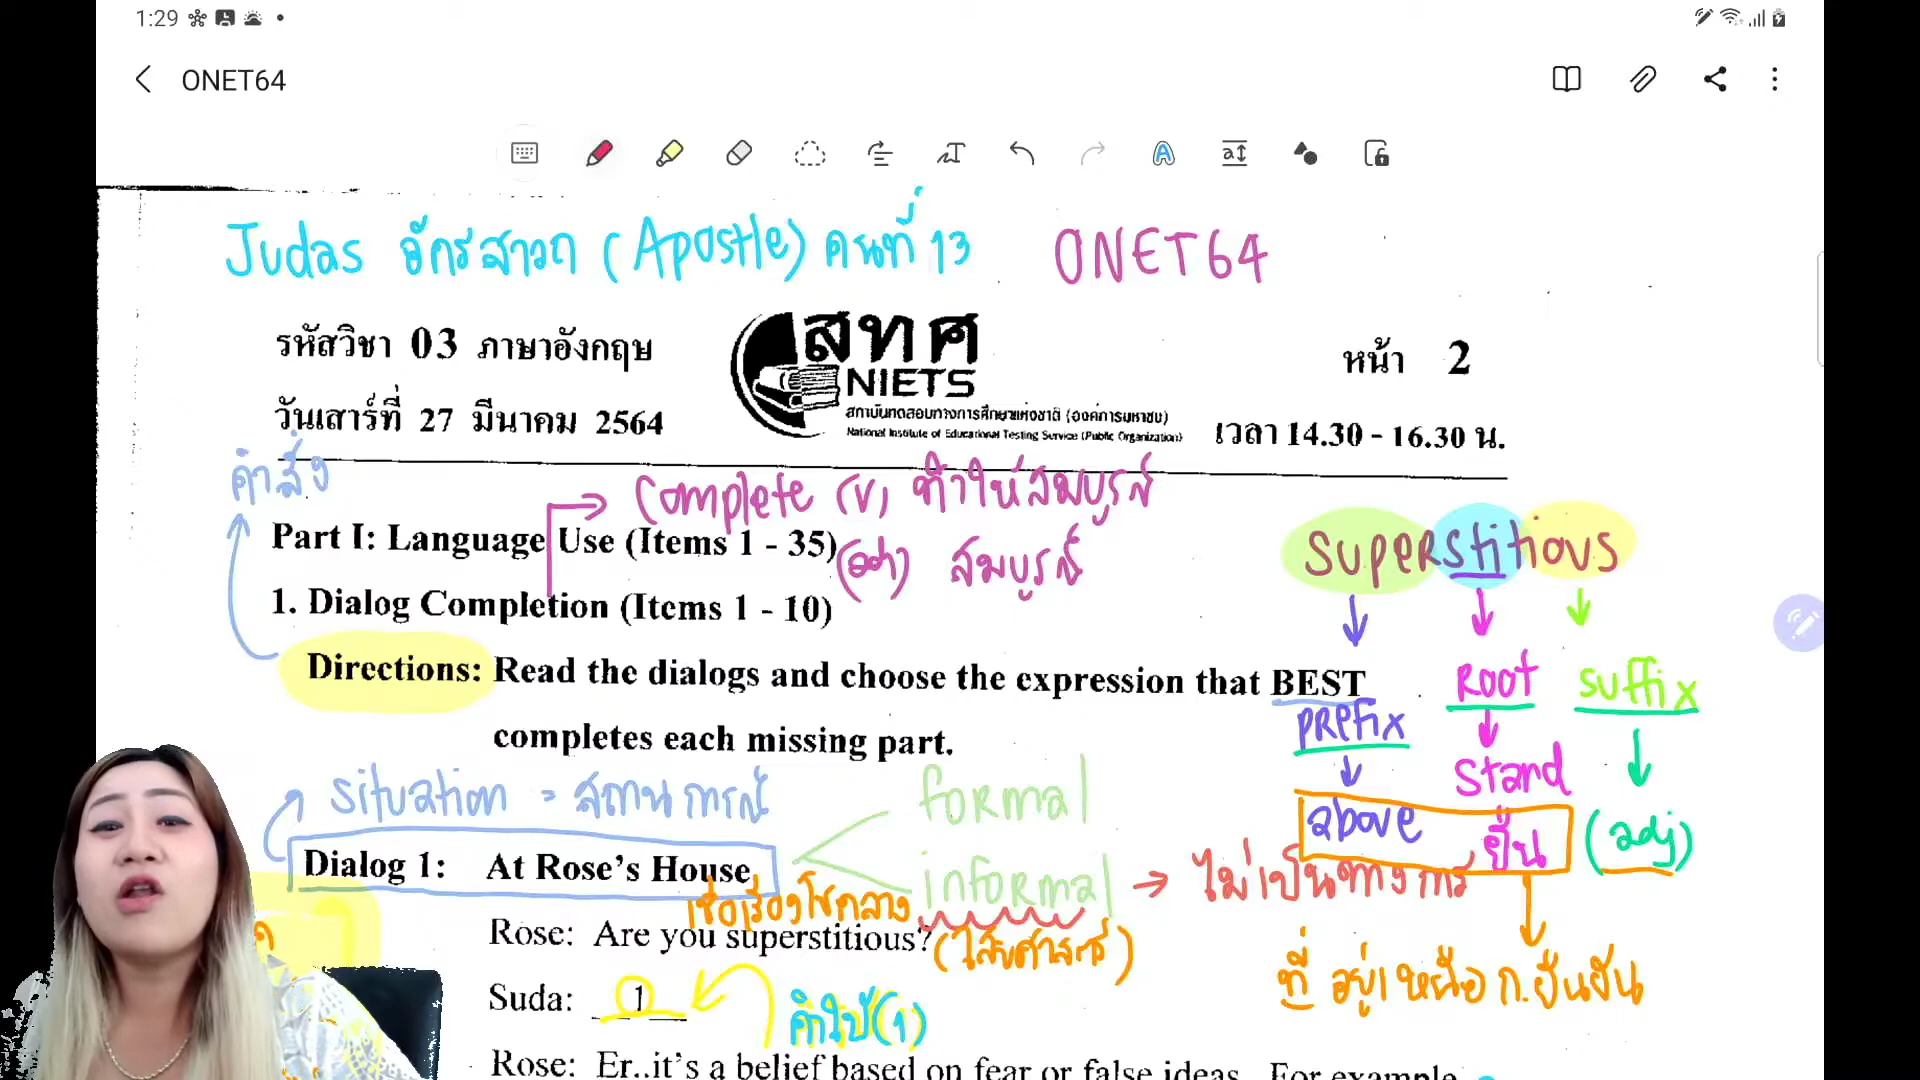 1:29
ONET64
Judas อัครสาวก (Apostle) คนที่ 13 ONET64
รหัสวิชา 03 ภาษาอังกฤษ
สทศ
NIETS
หน้า 2
วันเสาร์ที่ 27 มีนาคม 2564
สถาบันทดสอบทางการศึกษาแห่งชาติ (องค์การมหาชน)
National Institute of Educational Testing Service (Public Organization)
เวลา 14.30 - 16.30 น.
คำสั่ง
complete (v) ทำให้สมบูรณ์
Part I: Language Use (Items 1 - 35)
(adj) สมบูรณ์
superstitious
1. Dialog Completion (Items 1 - 10)
Directions: Read the dialogs and choose the expression that BEST
completes each missing part.
prefix Root suffix
above stand ยืน (adj)
situation = สถานการณ์
formal
Dialog 1: At Rose's House
informal → ไม่เป็นทางการ
เชื่อเรื่องโชคลาง
Rose: Are you superstitious? (ไสยศาสตร์)
ที่ อยู่เหนือ ก.ยืนยัน
Suda: 1
คำใบ้ (1)
Rose: Er..it's a belief based on fear or false ideas. For example